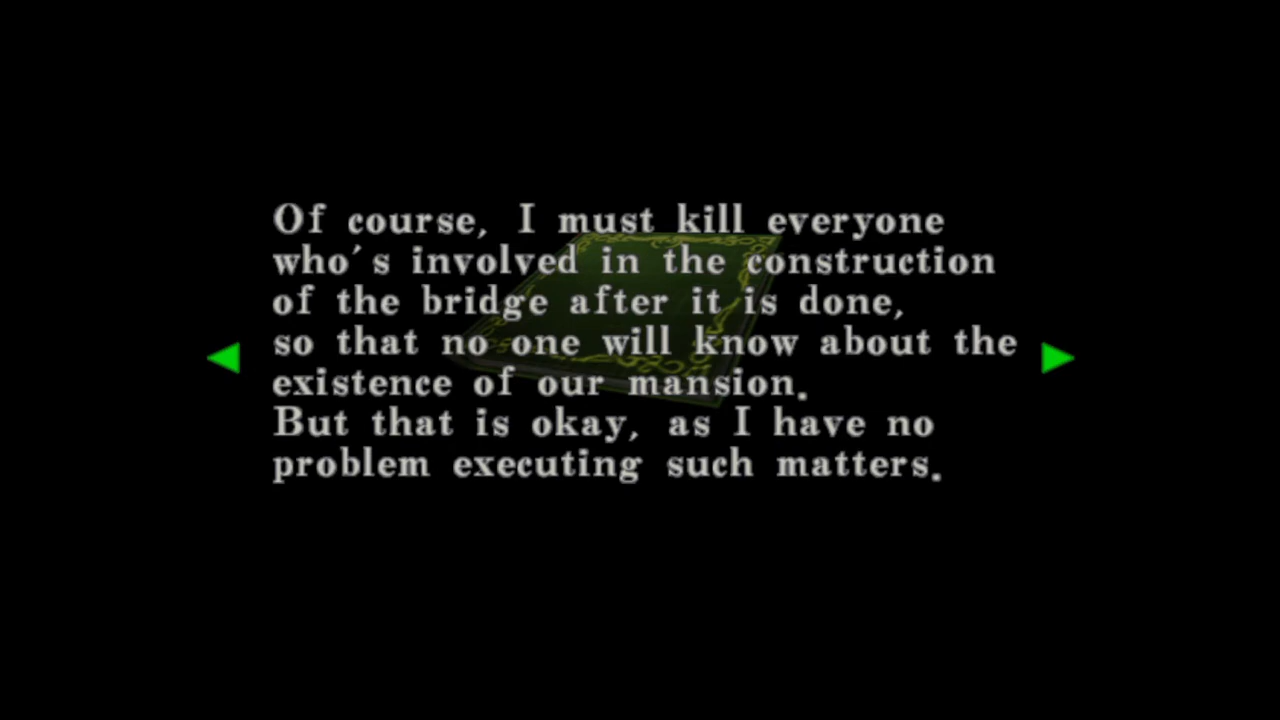 Of course, I must kill everyone
who's involved in the construction
of the bridge after it is done,
so that no one will know about the
existence of our mansion.
But that is okay, as I have no
problem executing such matters.